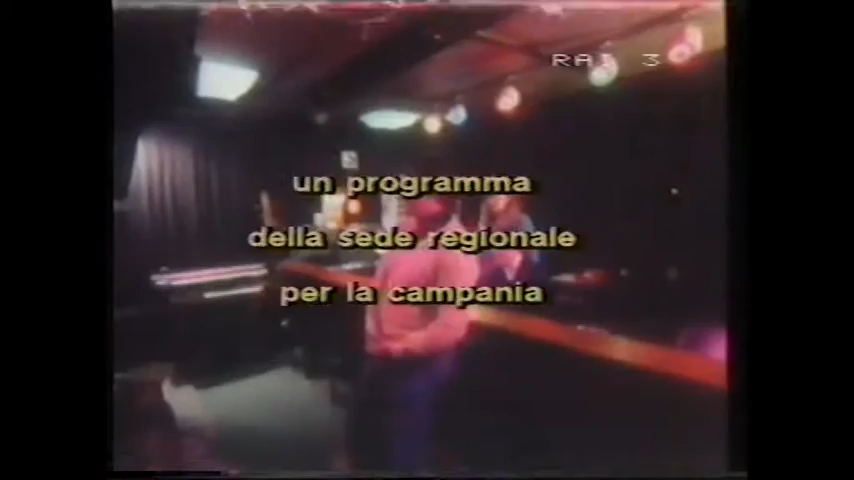 RAI 3
un programma
della sede regionale
per la campania